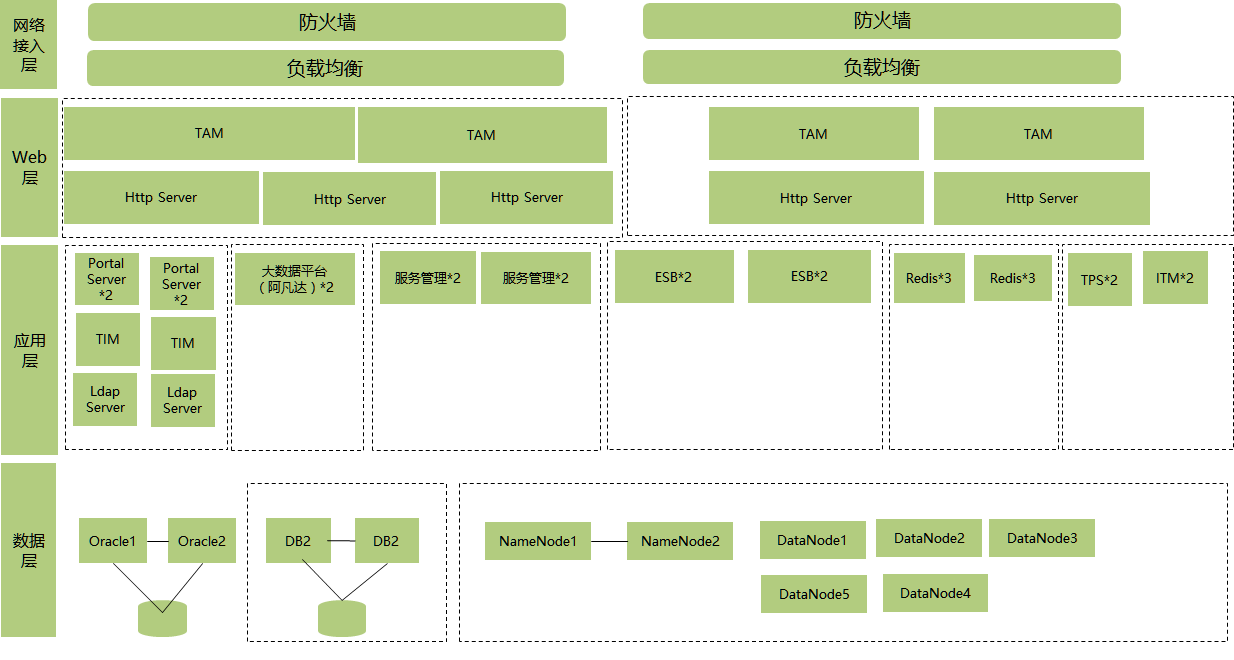 网络
接入
层
防火墙
防火墙
负载均衡
负载均衡
Web
层
TAM
TAM
TAM
TAM
Http Server
Http Server
Http Server
Http Server
Http Server
应用
层
Portal
Server
*2
Portal
Server
*2
TIM
TIM
Ldap
Server
Ldap
Server
大数据平台
（阿凡达）*2
服务管理*2
服务管理*2
ESB*2
ESB*2
Redis*3
Redis*3
TPS*2
ITM*2
数据
层
Oracle1
Oracle2
DB2
DB2
NameNode1
NameNode2
DataNode1
DataNode2
DataNode3
DataNode5
DataNode4